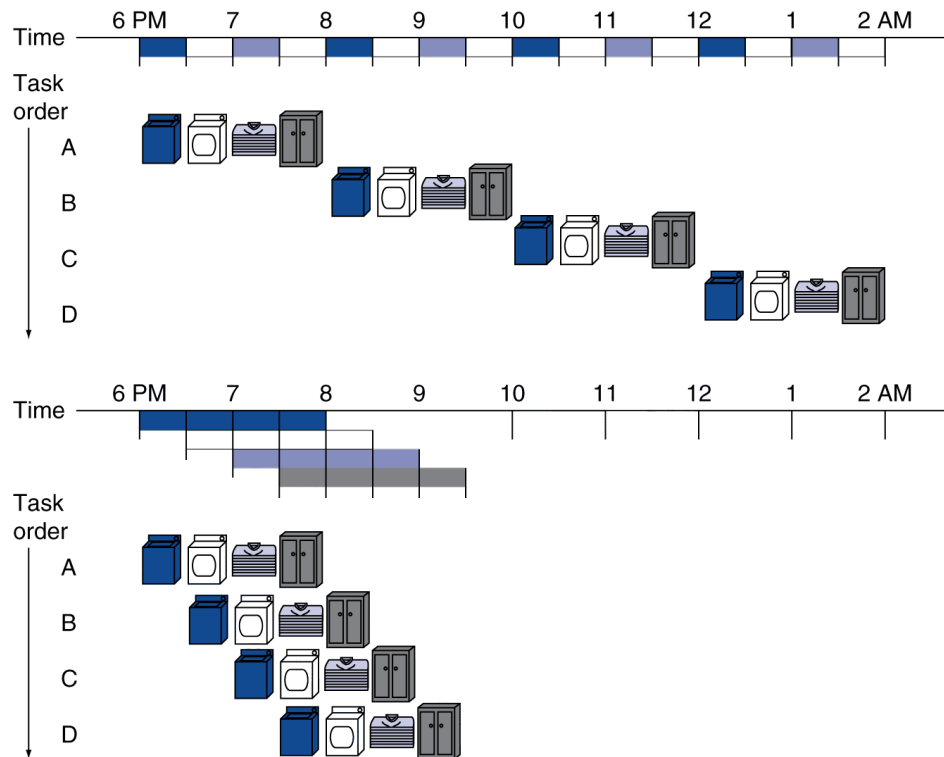 6 PM 7 8 9 10 11 12 1 2 AM
Time
Task
order
A
B
C
D
6 PM 7 8 9 10 11 12 1 2 AM
Time
Task
order
A
B
C
D